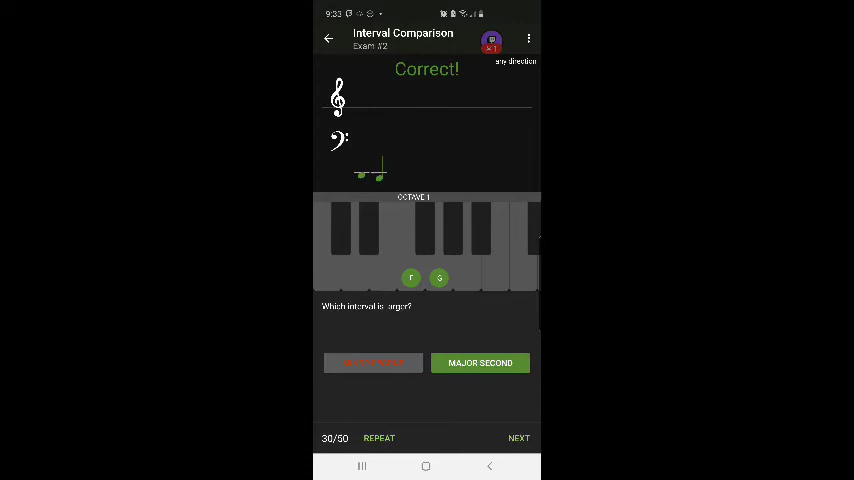 9:33
Interval Comparison
Exam #2
1
any direction
Correct!
OCTAVE 1
F G
Which interval is larger?
MAJOR SECOND
30/50 REPEAT NEXT